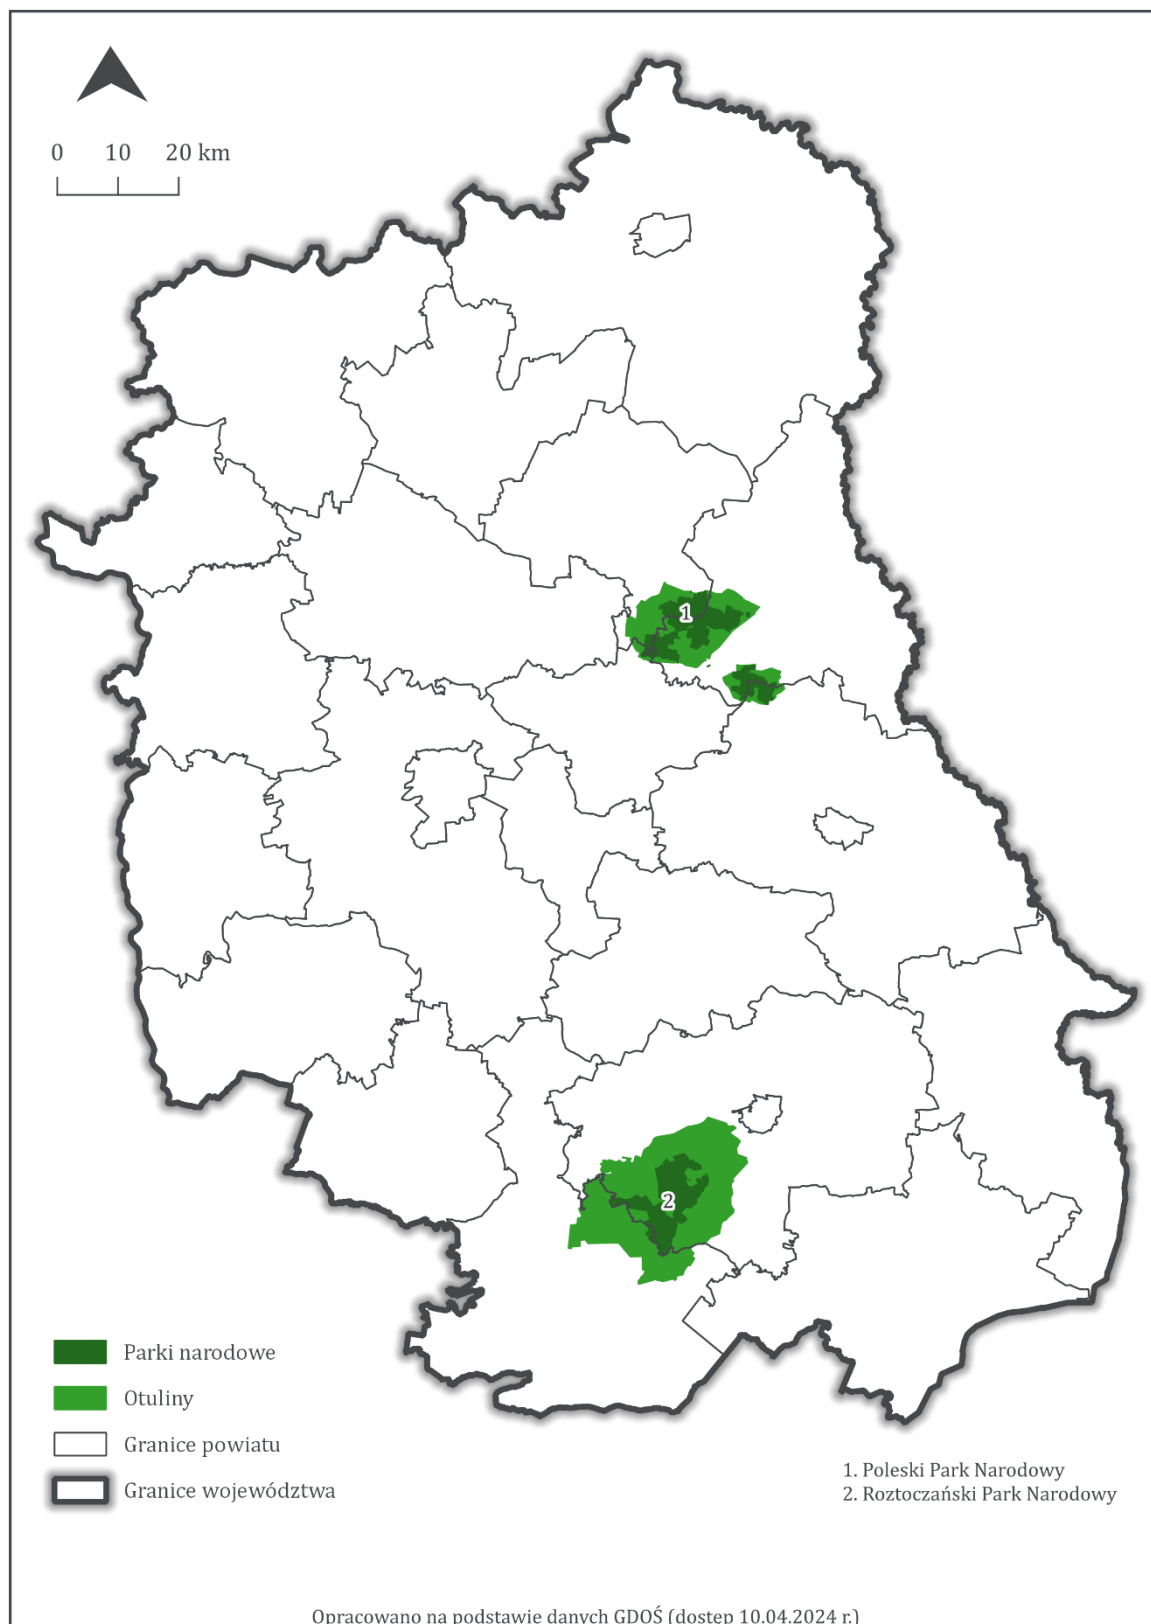 0 10 20 km
1
2
Parki narodowe
Otuliny
Granice powiatu
Granice województwa
1. Poleski Park Narodowy
2. Roztoczański Park Narodowy
Opracowano na podstawie danych GDOŚ (dostęp 10.04.2024 r.)